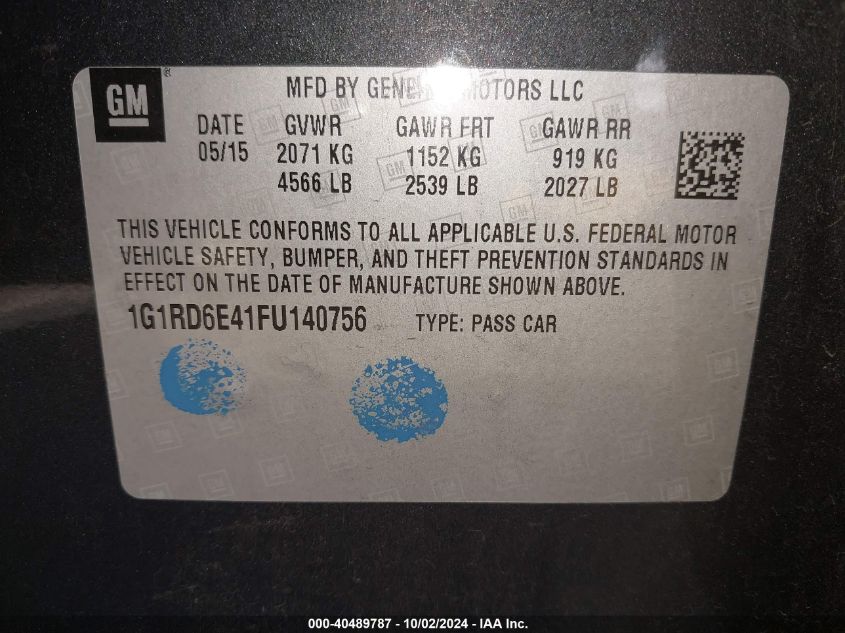 GM
MFD BY GENERAL MOTORS LLC
DATE GVWR GAWR FRT GAWR RR
05/15 2071 KG 1152 KG 919 KG
4566 LB 2539 LB 2027 LB
THIS VEHICLE CONFORMS TO ALL APPLICABLE U.S. FEDERAL MOTOR
VEHICLE SAFETY, BUMPER, AND THEFT PREVENTION STANDARDS IN
EFFECT ON THE DATE OF MANUFACTURE SHOWN ABOVE.
1G1RD6E41FU140756 TYPE: PASS CAR
000-40489787 - 10/02/2024 - IAA Inc.